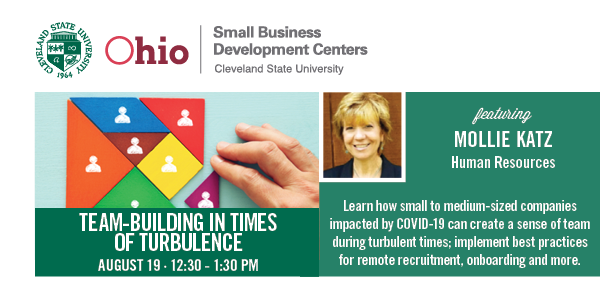 CLEVELAND STATE UNIVERSITY
1964
Ohio
Small Business
Development Centers
Cleveland State University
featuring
MOLLIE KATZ
Human Resources
TEAM-BUILDING IN TIMES
OF TURBULENCE
AUGUST 19 · 12:30 - 1:30 PM
Learn how small to medium-sized companies
impacted by COVID-19 can create a sense of team
during turbulent times; implement best practices
for remote recruitment, onboarding and more.